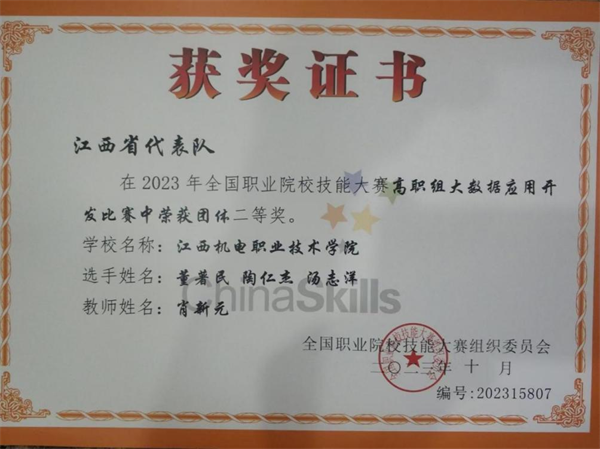 获奖证书
江西省代表队
在2023年全国职业院校技能大赛高职组大数据应用开
发比赛中荣获团体二等奖。
学校名称：江西机电职业技术学院
选手姓名：董著民 陶仁杰 汤志洋
教师姓名：肖新元
ChinaSkills
全国职业院校技能大赛组织委员会
二〇二三年 十 月
编号:202315807